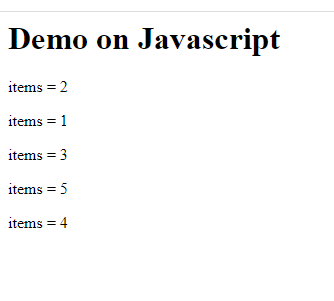 Demo on Javascript
items = 2
items = 1
items = 3
items = 5
items = 4